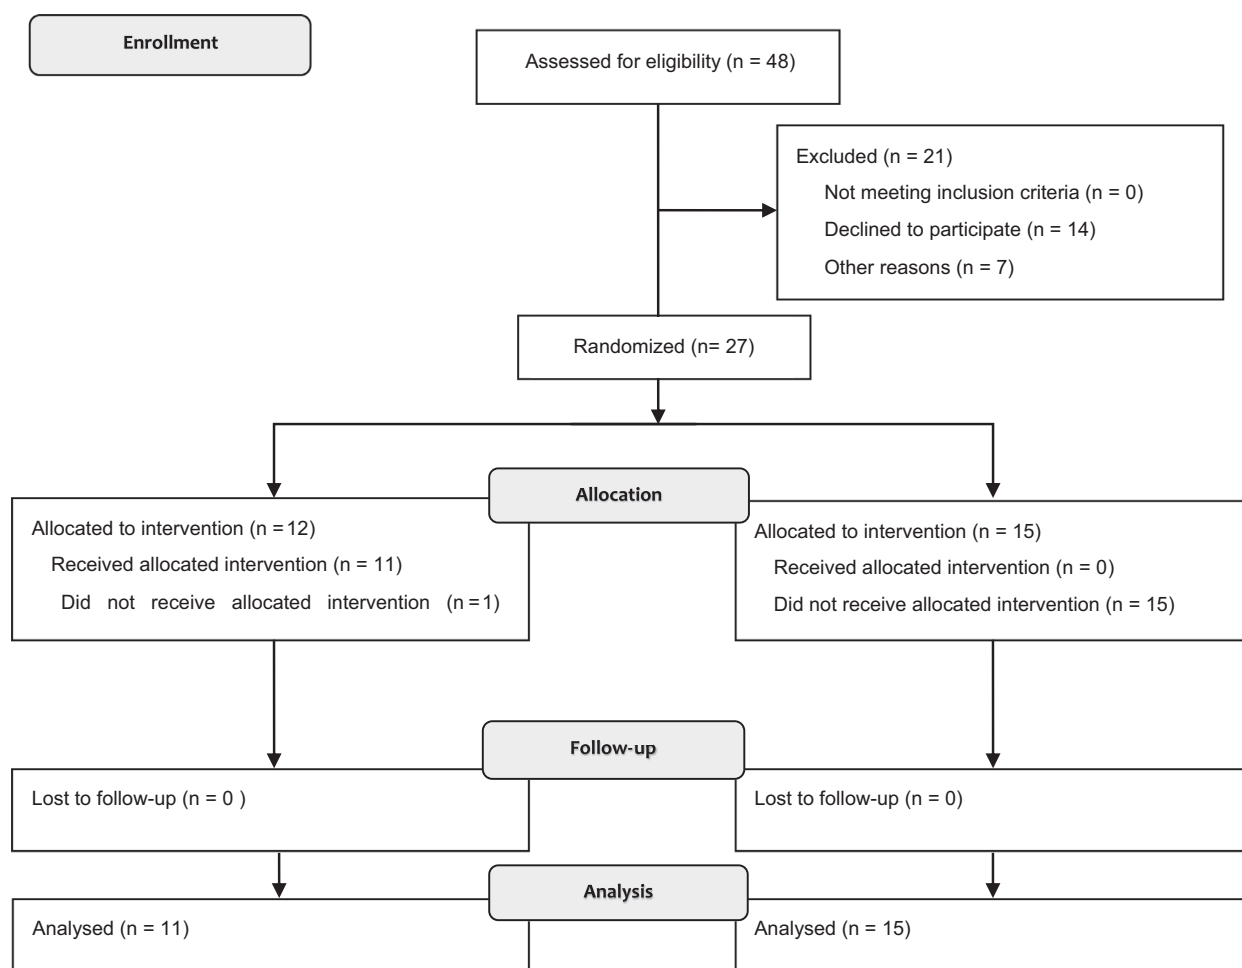 Enrollment
Assessed for eligibility (n = 48)
Excluded (n = 21)
Not meeting inclusion criteria (n = 0)
Declined to participate (n = 14)
Other reasons (n = 7)
Randomized (n= 27)
Allocation
Allocated to intervention (n = 12)
Received allocated intervention (n = 11)
Did not receive allocated intervention (n = 1)
Allocated to intervention (n = 15)
Received allocated intervention (n = 0)
Did not receive allocated intervention (n = 15)
Follow-up
Lost to follow-up (n = 0 )
Lost to follow-up (n = 0)
Analysis
Analysed (n = 11)
Analysed (n = 15)